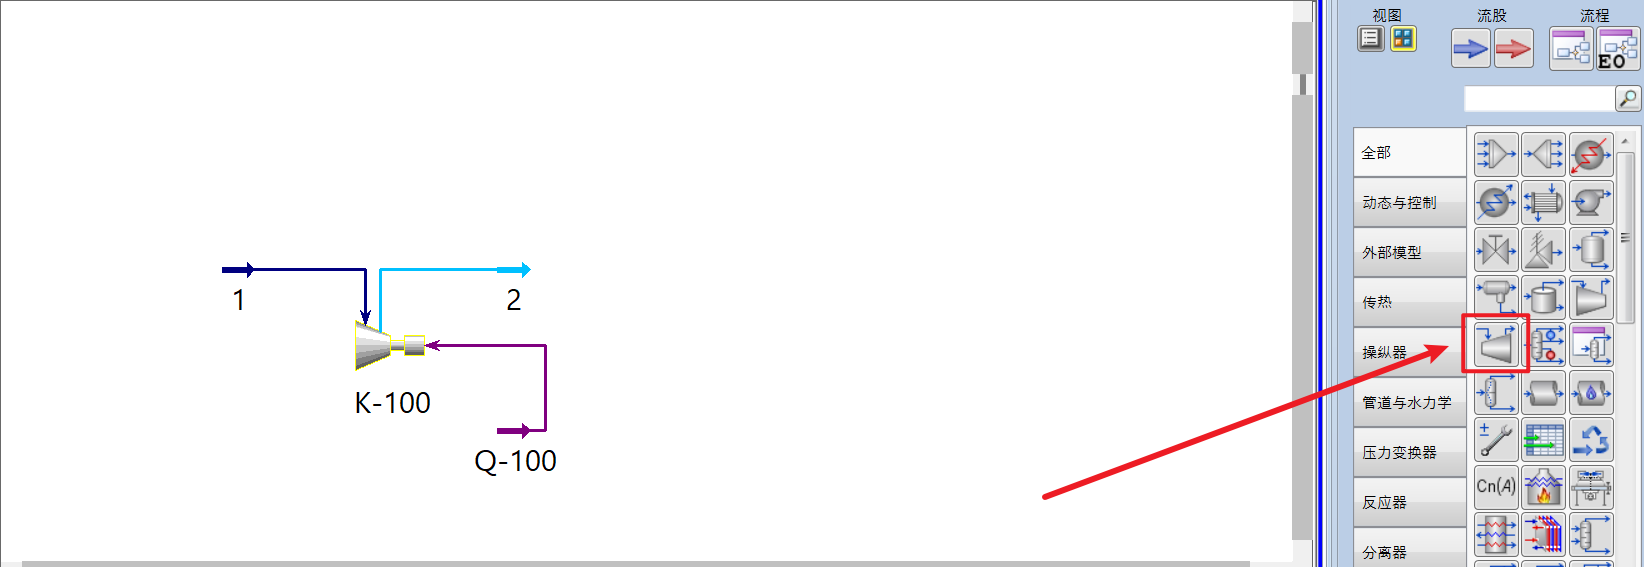 视图
流股
流程
EO
全部
动态与控制
外部模型
传热
操纵器
管道与水力学
压力变换器
反应器
分离器
Cn(A)
1
2
K-100
Q-100